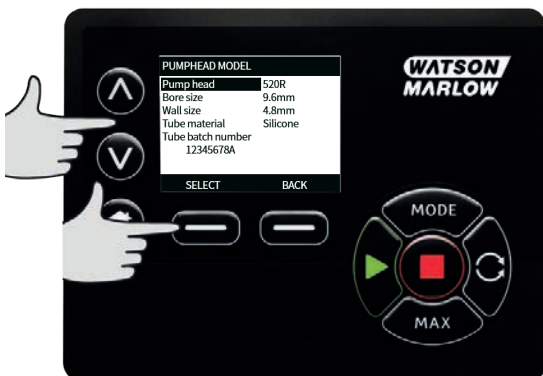 PUMPHEAD MODEL
Pump head 520R
Bore size 9.6mm
Wall size 4.8mm
Tube material Silicone
Tube batch number
12345678A
SELECT BACK
WATSON
MARLOW
MODE
MAX